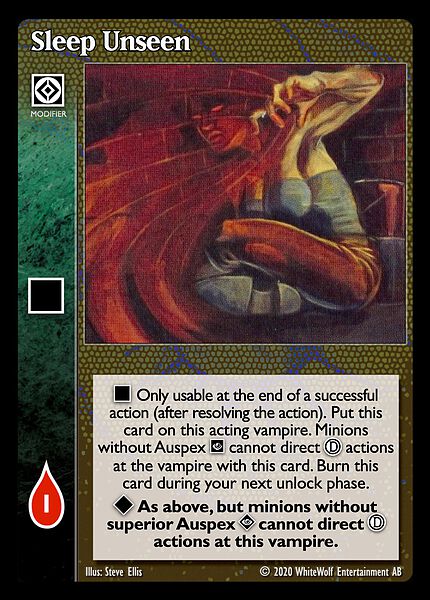 Sleep Unseen
MODIFIER
Only usable at the end of a successful
action (after resolving the action). Put this
card on this acting vampire. Minions
without Auspex cannot direct D actions
at the vampire with this card. Burn this
card during your next unlock phase.
As above, but minions without
superior Auspex cannot direct D
actions at this vampire.
1
Illus: Steve Ellis © 2020 WhiteWolf Entertainment AB